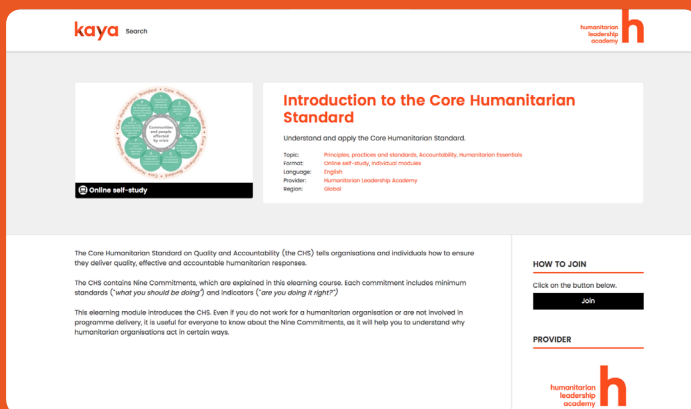 kaya
Search
humanitarian
leadership
academy
h
Communities
and people
affected
by crisis
Online self-study
Introduction to the Core Humanitarian
Standard
Understand and apply the Core Humanitarian Standard.
Topic: Principles, practices and standards, Accountability, Humanitarian Essentials
Format: Online self-study, Individual modules
Language: English
Provider: Humanitarian Leadership Academy
Region: Global
The Core Humanitarian Standard on Quality and Accountability (the CHS) tells organisations and individuals how to ensure
they deliver quality, effective and accountable humanitarian responses.
The CHS contains Nine Commitments, which are explained in this elearning course. Each commitment includes minimum
standards ("what you should be doing") and indicators ("are you doing it right?")
This elearning module introduces the CHS. Even if you do not work for a humanitarian organisation or are not involved in
programme delivery, it is useful for everyone to know about the Nine Commitments, as it will help you to understand why
humanitarian organisations act in certain ways.
HOW TO JOIN
Click on the button below.
Join
PROVIDER
humanitarian
leadership
academy
h